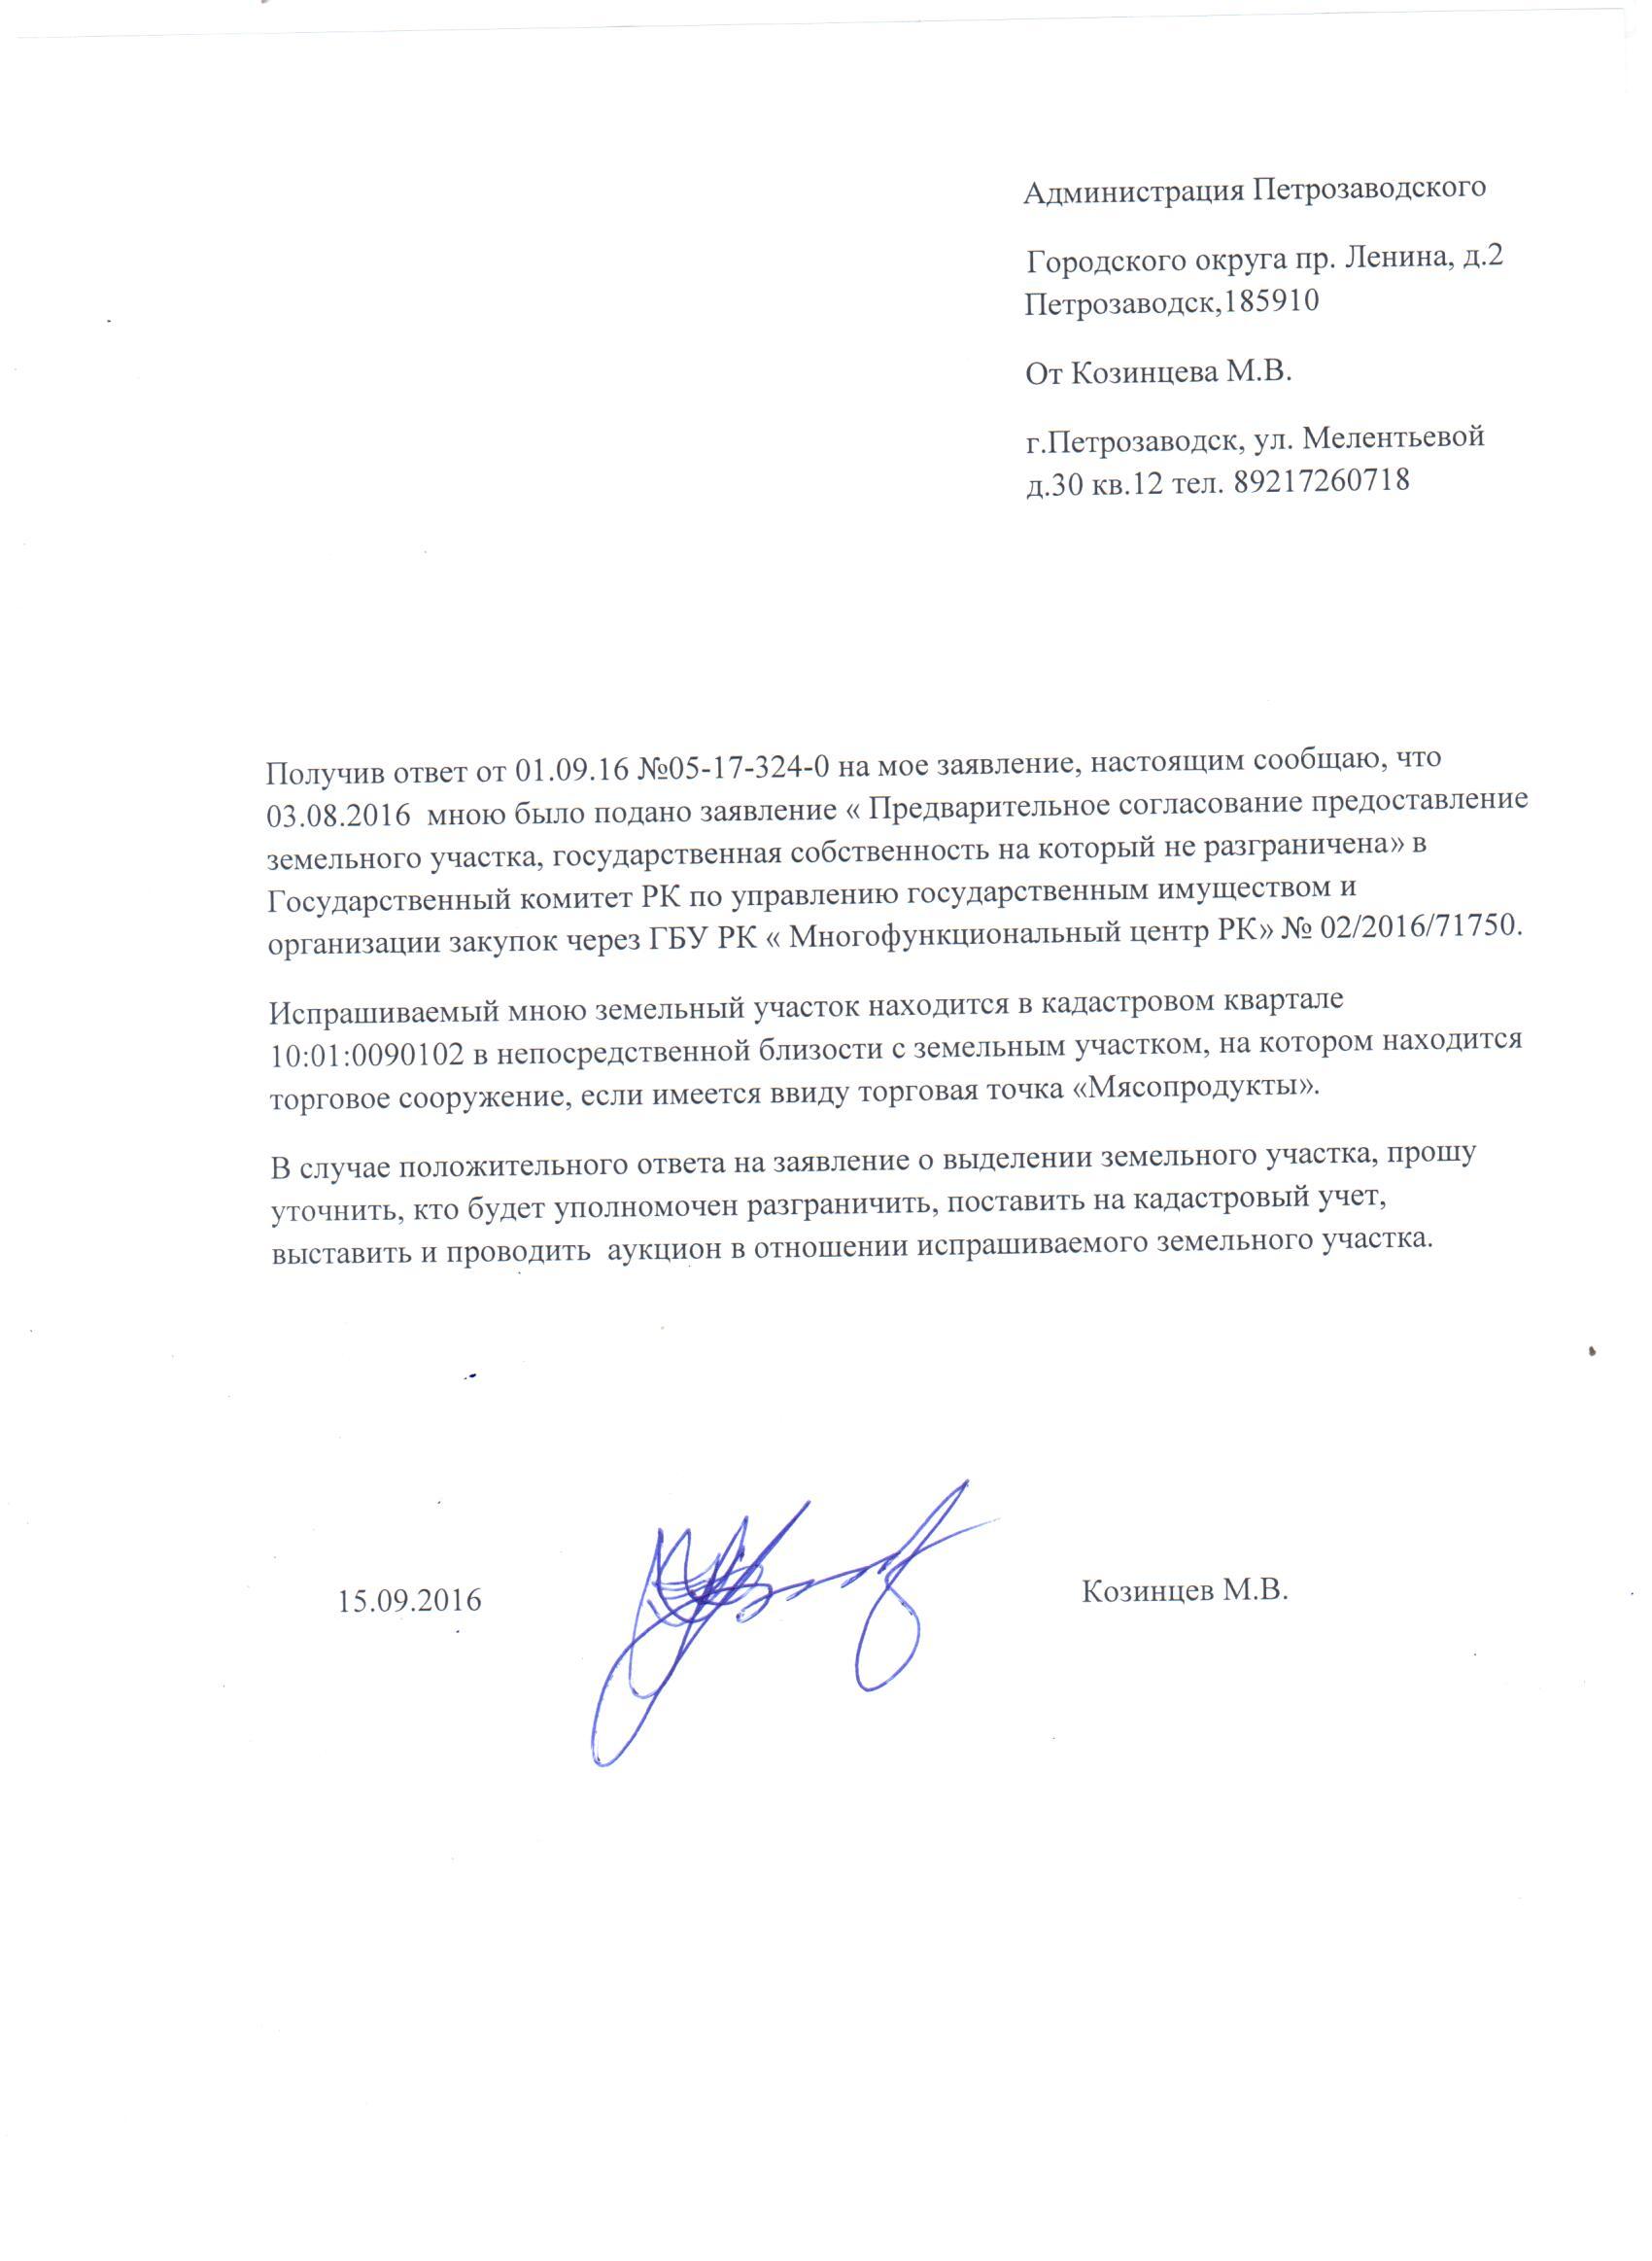 Администрация Петрозаводского
Городского округа пр. Ленина, д.2
Петрозаводск,185910
От Козинцева М.В.
г.Петрозаводск, ул. Мелентьевой
д.30 кв.12 тел. 89217260718
Получив ответ от 01.09.16 №05-17-324-0 на мое заявление, настоящим сообщаю, что
03.08.2016  мною было подано заявление « Предварительное согласование предоставление
земельного участка, государственная собственность на который не разграничена» в
Государственный комитет РК по управлению государственным имуществом и
организации закупок через ГБУ РК « Многофункциональный центр РК» № 02/2016/71750.
Испрашиваемый мною земельный участок находится в кадастровом квартале
10:01:0090102 в непосредственной близости с земельным участком, на котором находится
торговое сооружение, если имеется ввиду торговая точка «Мясопродукты».
В случае положительного ответа на заявление о выделении земельного участка, прошу
уточнить, кто будет уполномочен разграничить, поставить на кадастровый учет,
выставить и проводить  аукцион в отношении испрашиваемого земельного участка.
15.09.2016 Козинцев М.В.